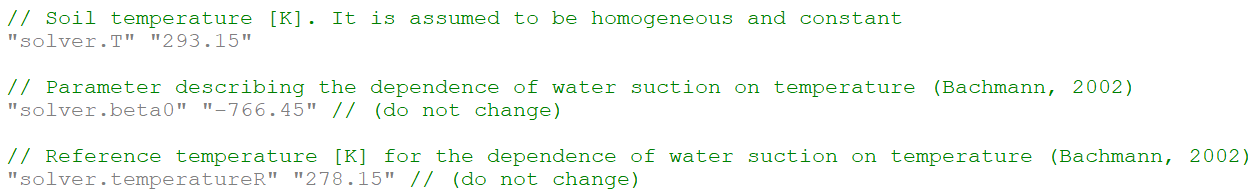 // Soil temperature [K]. It is assumed to be homogeneous and constant
"solver.T" "293.15"
// Parameter describing the dependence of water suction on temperature (Bachmann, 2002)
"solver.beta0" "-766.45" // (do not change)
// Reference temperature [K] for the dependence of water suction on temperature (Bachmann, 2002)
"solver.temperatureR" "278.15" // (do not change)